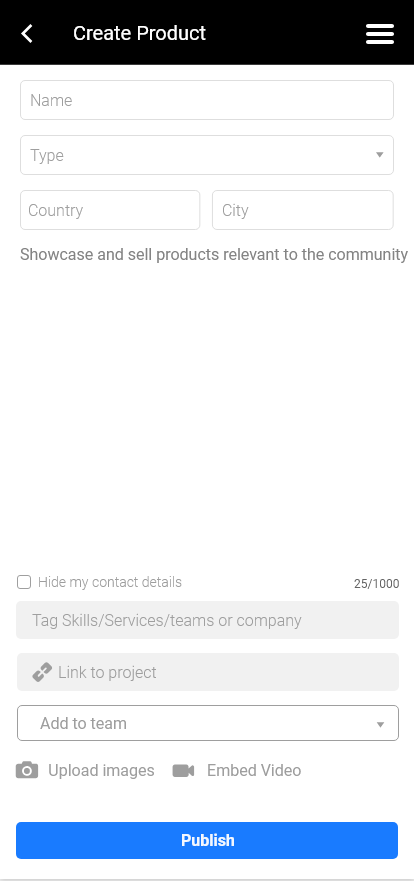 Create Product
Name
Type
Country City
Showcase and sell products relevant to the community
Hide my contact details 25/1000
Tag Skills/Services/teams or company
Link to project
Add to team
Upload images Embed Video
Publish